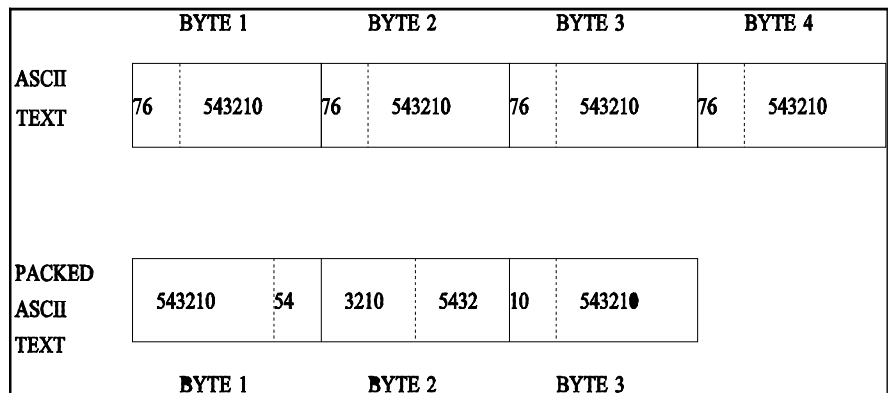 BYTE 1 BYTE 2 BYTE 3 BYTE 4
ASCII
TEXT
76 543210 76 543210 76 543210 76 543210
PACKED
ASCII
TEXT
543210 54 3210 5432 10 543210
BYTE 1 BYTE 2 BYTE 3